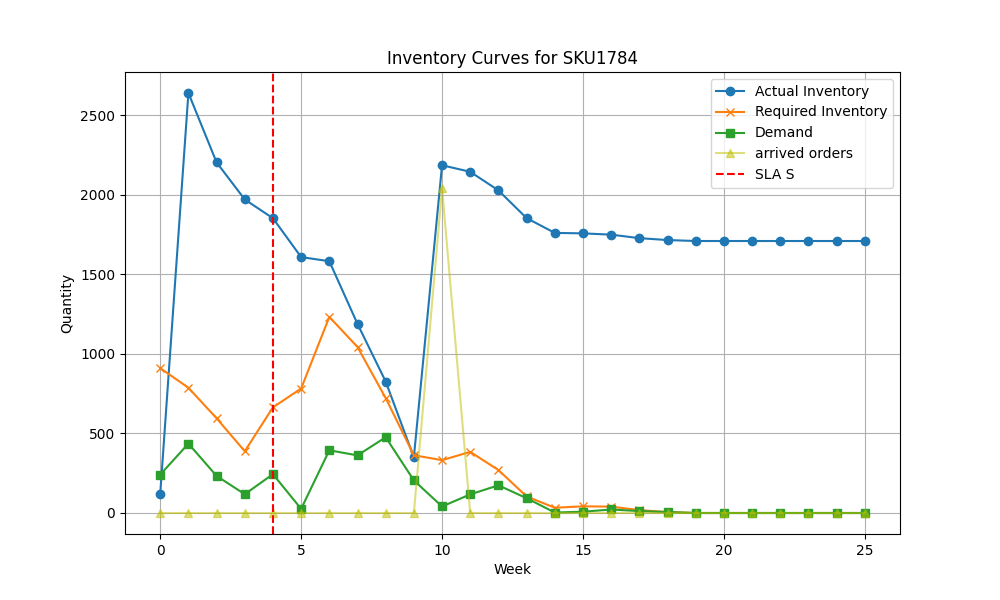 Inventory Curves for SKU1784
Actual Inventory
Required Inventory
Demand
arrived orders
SLA S
Quantity
2500
2000
1500
1000
500
0
0 5 10 15 20 25
Week